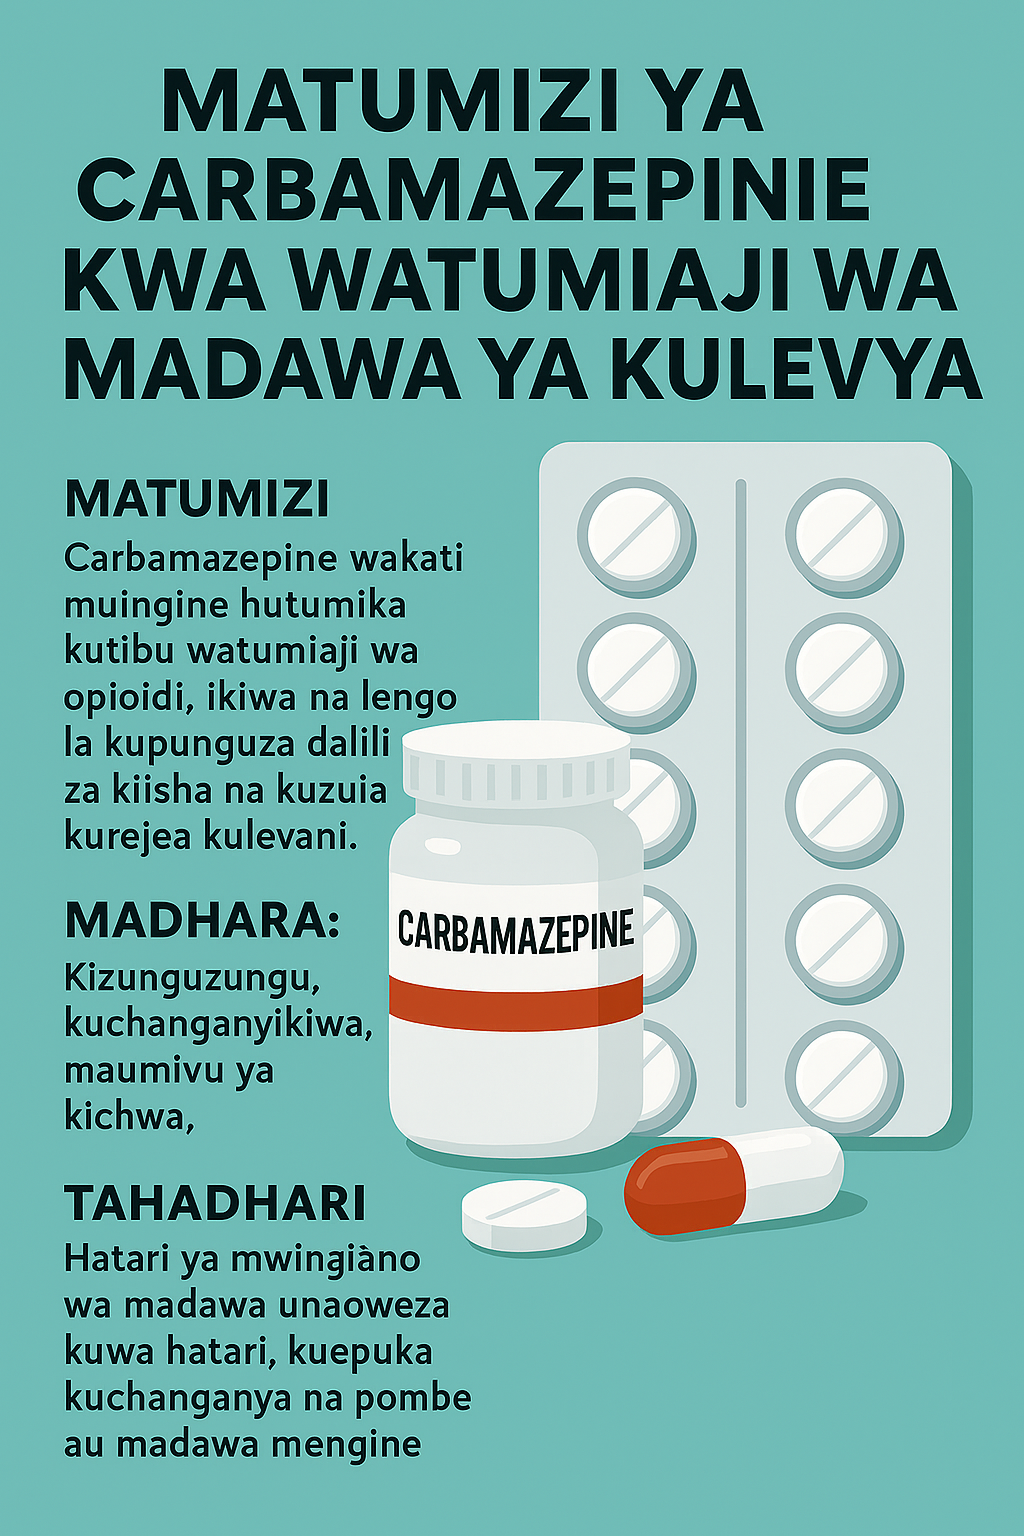 MATUMIZI YA
CARBAMAZEPINIE
KWA WATUMIAJI WA
MADAWA YA KULEVYA
MATUMIZI
Carbamazepine wakati
muingine hutumika
kutibu watumiaji wa
opioidi, ikiwa na lengo
la kupunguza dalili
za kiisha na kuzuia
kurejea kulevani.
MADHARA:
Kizunguzungu,
kuchanganyikiwa,
maumivu ya
kichwa,
CARBAMAZEPINE
TAHADHARI
Hatari ya mwingiàno
wa madawa unaoweza
kuwa hatari, kuepuka
kuchanganya na pombe
au madawa mengine